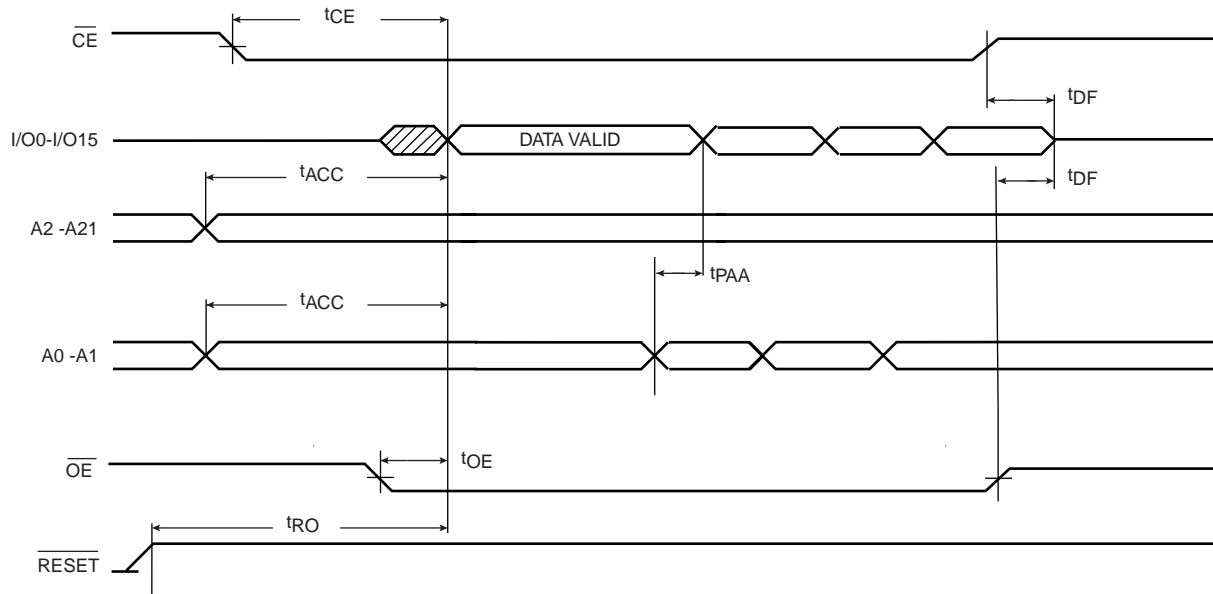 tCE
CE
tDF
I/O0-I/O15
DATA VALID
tACC
tDF
A2 -A21
tPAA
tACC
A0 -A1
tOE
OE
tRO
RESET